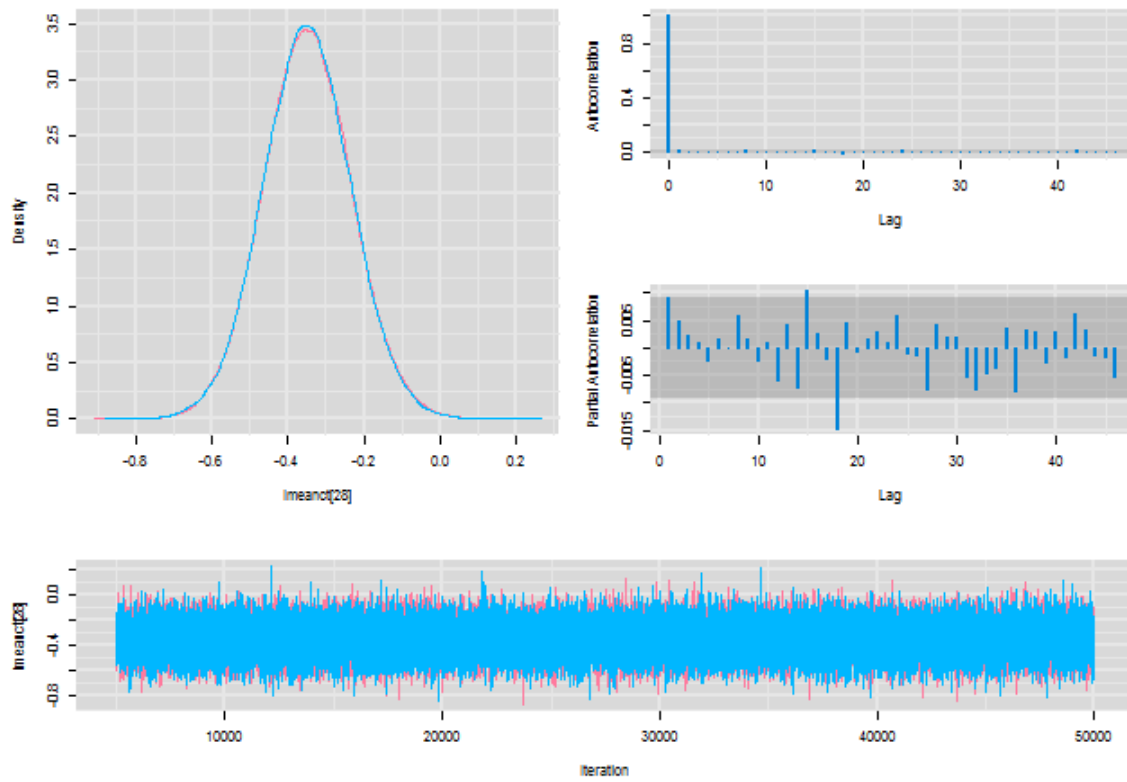 Density
0.0 0.5 1.0 1.5 2.0 2.5 3.0 3.5
-0.8 -0.6 -0.4 -0.2 0.0 0.2
lmeanct[28]
Autocorrelation
0.0 0.4 0.8
0 10 20 30 40
Lag
Partial Autocorrelation
-0.015 -0.005 0.005
0 10 20 30 40
Lag
lmeanct[28]
-0.8 -0.4 0.0
10000 20000 30000 40000 50000
Iteration